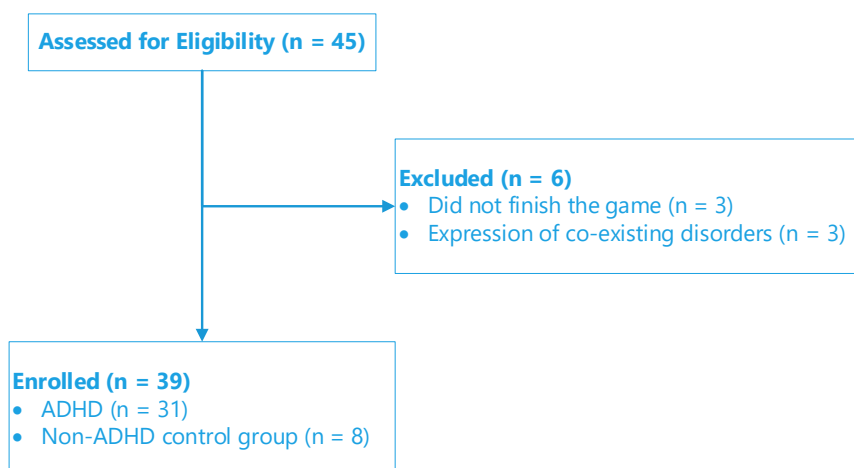 Assessed for Eligibility (n = 45)
Excluded (n = 6)
• Did not finish the game (n = 3)
• Expression of co-existing disorders (n = 3)
Enrolled (n = 39)
• ADHD (n = 31)
• Non-ADHD control group (n = 8)